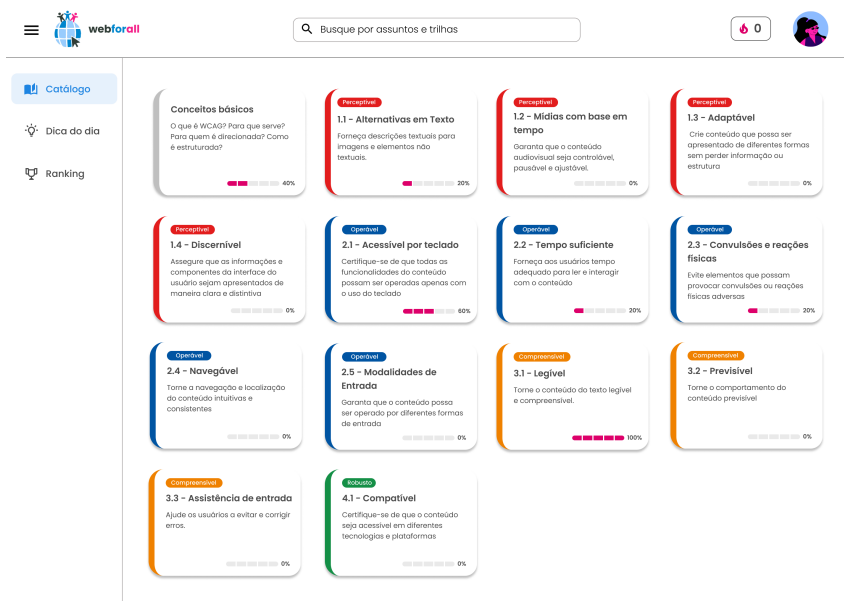 webforall
Busque por assuntos e trilhas
0
Catálogo
Dica do dia
Ranking
Conceitos básicos
O que é WCAG? Para que serve?
Para quem é direcionada? Como
é estruturada?
40%
Perceptível
1.1 - Alternativas em Texto
Forneça descrições textuais para
imagens e elementos não
textuais.
20%
Perceptível
1.2 - Mídias com base em
tempo
Garanta que o conteúdo
audiovisual seja controlável,
pausável e ajustável.
0%
Perceptível
1.3 - Adaptável
Crie conteúdo que possa ser
apresentado de diferentes formas
sem perder informação ou
estrutura
0%
Perceptível
1.4 - Discernível
Assegure que as informações e
componentes da interface do
usuário sejam apresentados de
maneira clara e distintiva
0%
Operável
2.1 - Acessível por teclado
Certifique-se de que todas as
funcionalidades do conteúdo
possam ser operadas apenas com
o uso do teclado
60%
Operável
2.2 - Tempo suficiente
Forneça aos usuários tempo
adequado para ler e interagir
com o conteúdo
20%
Operável
2.3 - Convulsões e reações
físicas
Evite elementos que possam
provocar convulsões ou reações
físicas adversas
20%
Operável
2.4 - Navegável
Torne a navegação e localização
do conteúdo intuitivas e
consistentes
0%
Operável
2.5 - Modalidades de
Entrada
Garanta que o conteúdo possa
ser operado por diferentes formas
de entrada
0%
Compreensível
3.1 - Legível
Torne o conteúdo do texto legível
e compreensível.
100%
Compreensível
3.2 - Previsível
Torne o comportamento do
conteúdo previsível
0%
Compreensível
3.3 - Assistência de entrada
Ajude os usuários a evitar e corrigir
erros.
0%
Robusto
4.1 - Compatível
Certifique-se de que o conteúdo
seja acessível em diferentes
tecnologias e plataformas
0%